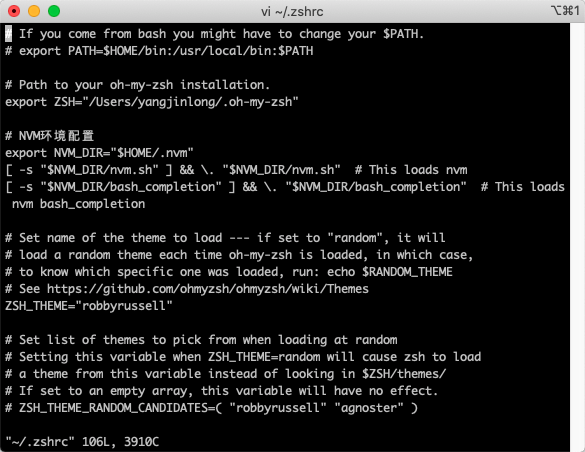 vi ~/.zshrc
⌥⌘1
# If you come from bash you might have to change your $PATH.
# export PATH=$HOME/bin:/usr/local/bin:$PATH
# Path to your oh-my-zsh installation.
export ZSH="/Users/yangjinlong/.oh-my-zsh"
# NVM环境配置
export NVM_DIR="$HOME/.nvm"
[ -s "$NVM_DIR/nvm.sh" ] && \. "$NVM_DIR/nvm.sh"  # This loads nvm
[ -s "$NVM_DIR/bash_completion" ] && \. "$NVM_DIR/bash_completion"  # This loads
 nvm bash_completion
# Set name of the theme to load --- if set to "random", it will
# load a random theme each time oh-my-zsh is loaded, in which case,
# to know which specific one was loaded, run: echo $RANDOM_THEME
# See https://github.com/ohmyzsh/ohmyzsh/wiki/Themes
ZSH_THEME="robbyrussell"
# Set list of themes to pick from when loading at random
# Setting this variable when ZSH_THEME=random will cause zsh to load
# a theme from this variable instead of looking in $ZSH/themes/
# If set to an empty array, this variable will have no effect.
# ZSH_THEME_RANDOM_CANDIDATES=( "robbyrussell" "agnoster" )
"~/.zshrc" 106L, 3910C